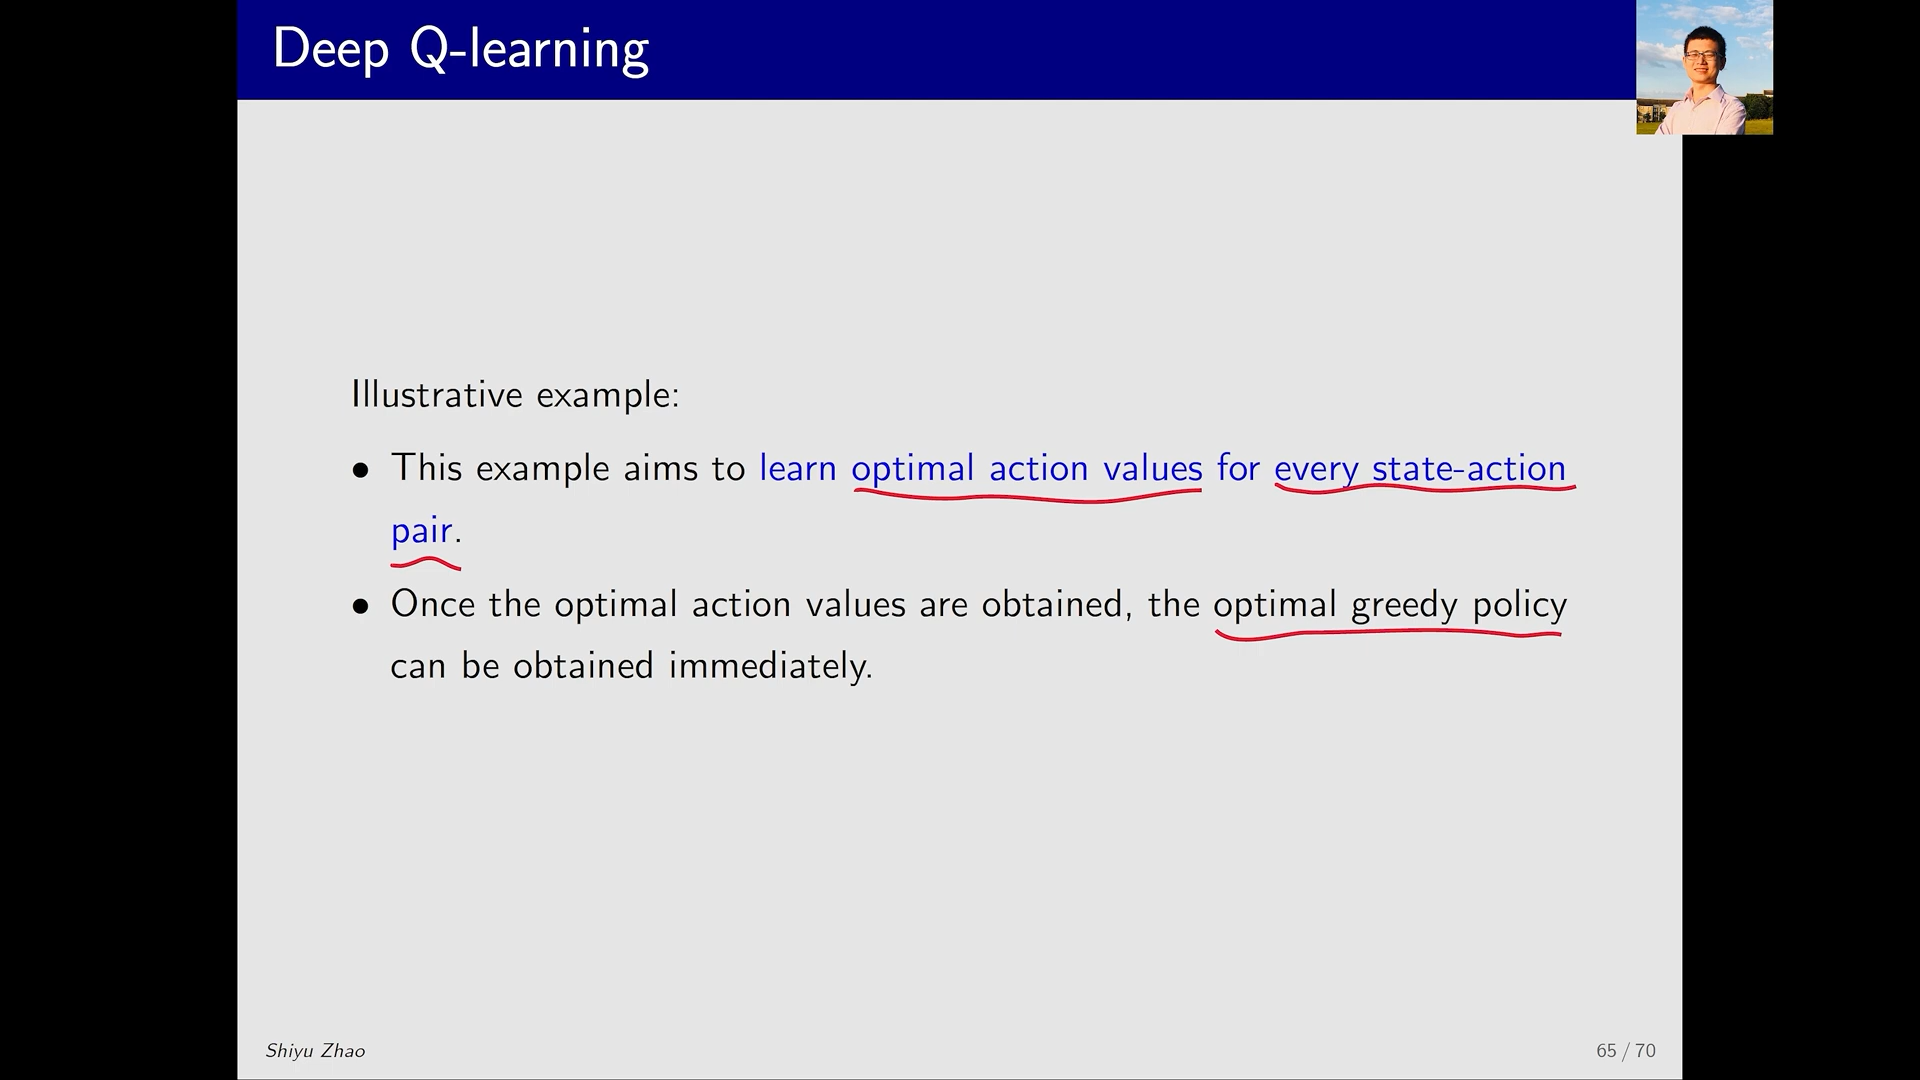 Deep Q-learning
Illustrative example:
• This example aims to learn optimal action values for every state-action
pair.
• Once the optimal action values are obtained, the optimal greedy policy
can be obtained immediately.
Shiyu Zhao
65 / 70